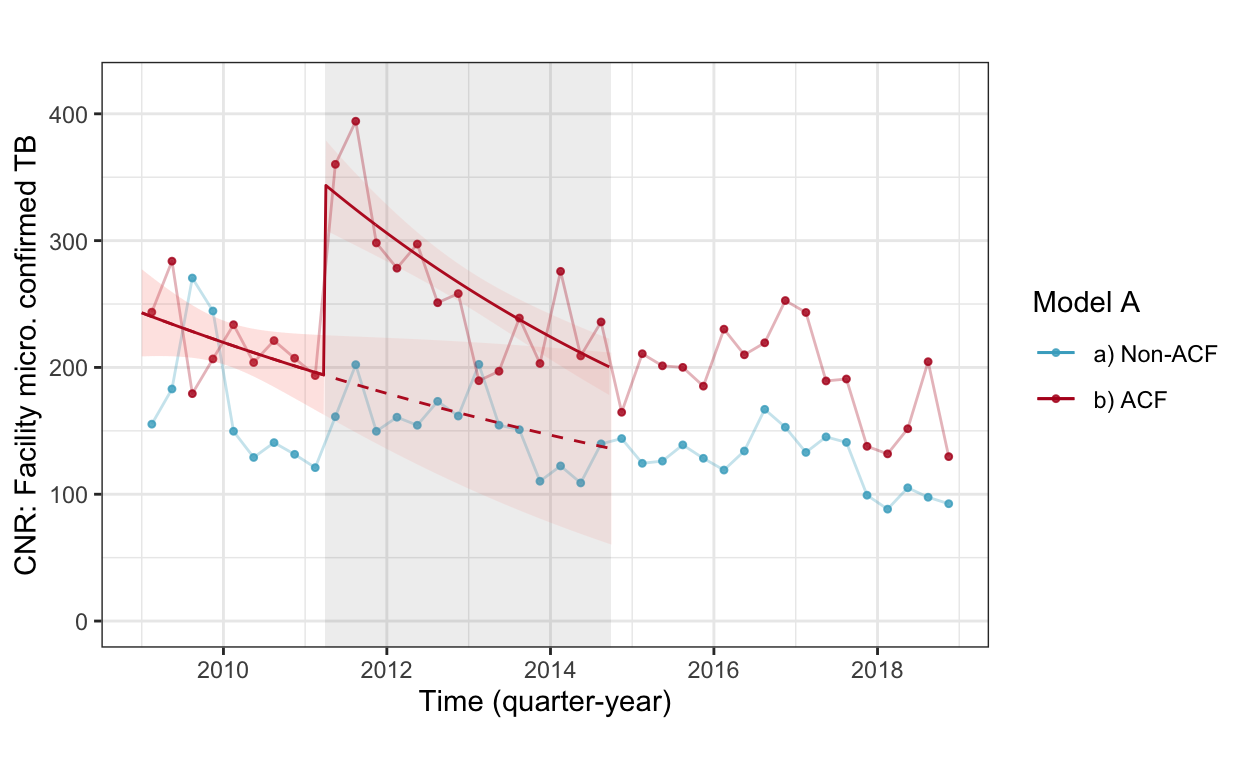 CNR: Facility micro. confirmed TB
400
300
200
100
0
2010
2012
2014
2016
2018
Time (quarter-year)
Model A
a) Non-ACF
b) ACF